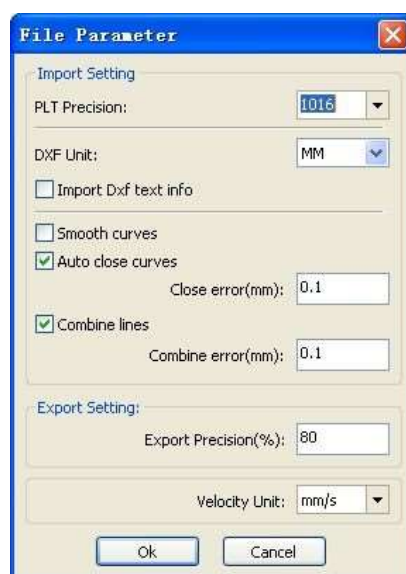 File Parameter
Import Setting
PLT Precision: 1016
DXF Unit: MM
Import Dxf text info
Smooth curves
Auto close curves
Close error(mm): 0.1
Combine lines
Combine error(mm): 0.1
Export Setting:
Export Precision(%): 80
Velocity Unit: mm/s
Ok Cancel